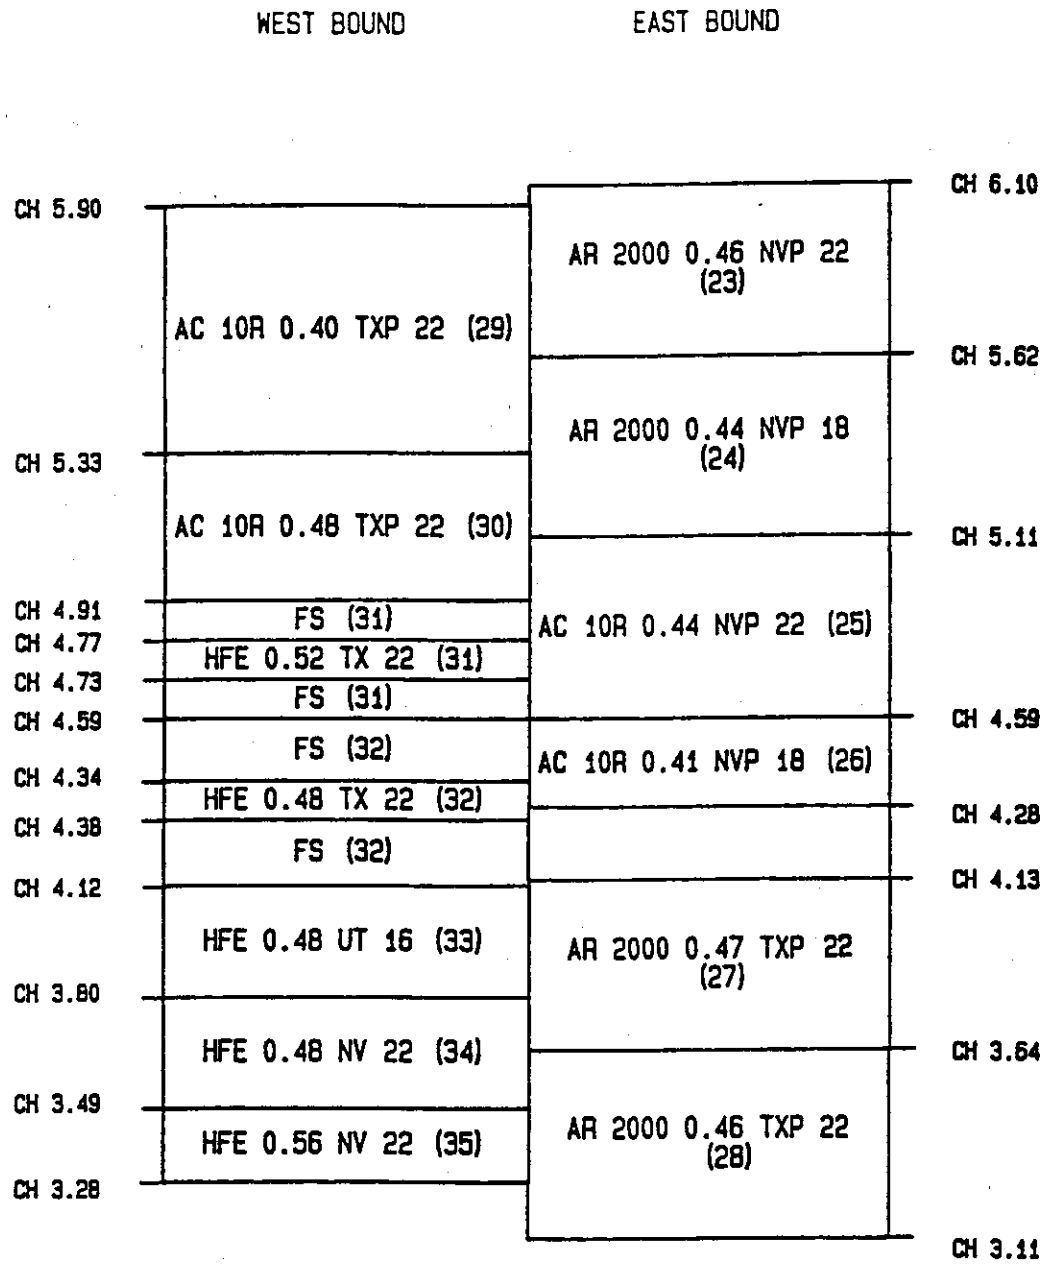 WEST BOUND
EAST BOUND
CH 6.10
CH 5.90
AR 2000 0.46 NVP 22
(23)
AC 10R 0.40 TXP 22 (29)
CH 5.62
AR 2000 0.44 NVP 18
(24)
CH 5.33
AC 10R 0.48 TXP 22 (30)
CH 5.11
CH 4.91
FS (31)
AC 10R 0.44 NVP 22 (25)
CH 4.77
HFE 0.52 TX 22 (31)
CH 4.73
FS (31)
CH 4.59
CH 4.59
FS (32)
AC 10R 0.41 NVP 18 (26)
CH 4.34
HFE 0.48 TX 22 (32)
CH 4.28
CH 4.38
FS (32)
CH 4.12
CH 4.13
HFE 0.48 UT 16 (33)
AR 2000 0.47 TXP 22
(27)
CH 3.80
HFE 0.48 NV 22 (34)
CH 3.64
CH 3.49
AR 2000 0.46 TXP 22
(28)
HFE 0.56 NV 22 (35)
CH 3.28
CH 3.11